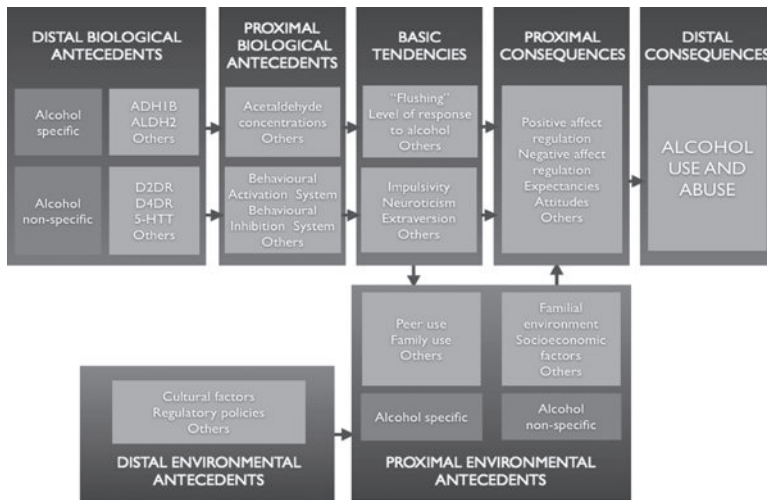 DISTAL BIOLOGICAL
ANTECEDENTS
Alcohol
specific
ADH1B
ALDH2
Others
Alcohol
non-specific
D2DR
D4DR
5-HTT
Others
PROXIMAL
BIOLOGICAL
ANTECEDENTS
Acetaldehyde
concentrations
Others
Behavioural
Activation System
Behavioural
Inhibition System
Others
BASIC
TENDENCIES
“Flushing”
Level of response
to alcohol
Others
Impulsivity
Neuroticism
Extraversion
Others
PROXIMAL
CONSEQUENCES
Positive affect
regulation
Negative affect
regulation
Expectancies
Attitudes
Others
DISTAL
CONSEQUENCES
ALCOHOL
USE AND
ABUSE
Cultural factors
Regulatory policies
Others
DISTAL ENVIRONMENTAL
ANTECEDENTS
Peer use
Family use
Others
Alcohol specific
Familial
environment
Socioeconomic
factors
Others
Alcohol
non-specific
PROXIMAL ENVIRONMENTAL
ANTECEDENTS